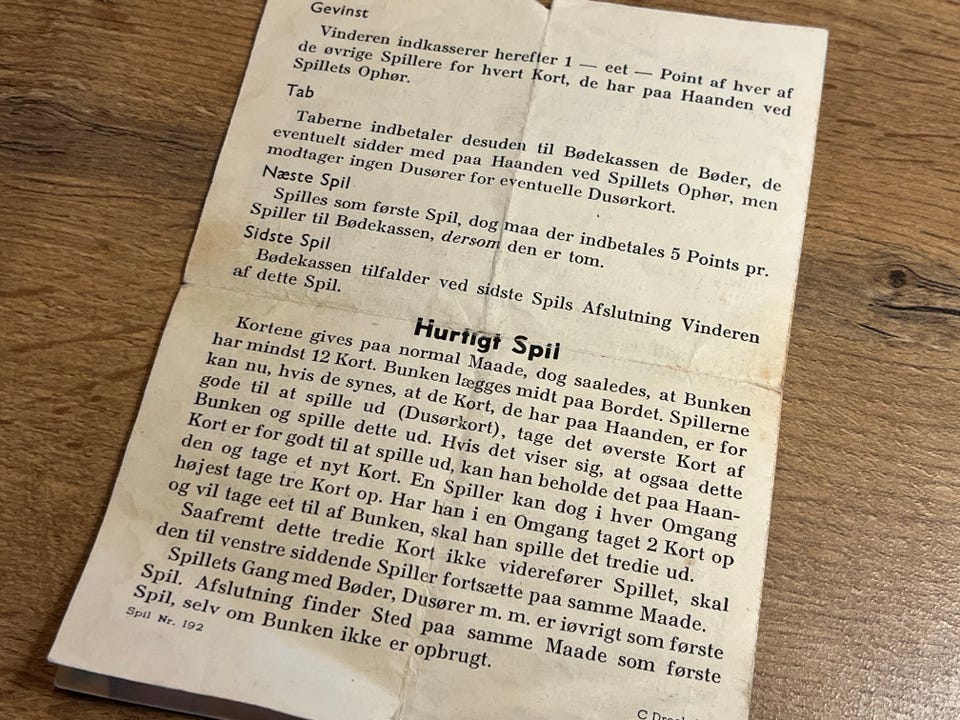 Gevinst
Vinderen indkasserer herefter 1 — eet — Point af hver af
de øvrige Spillere for hvert Kort, de har paa Haanden ved
Spillets Ophør.
Tab
Taberne indbetaler desuden til Bødekassen de Bøder, de
eventuelt sidder med paa Haanden ved Spillets Ophør, men
modtager ingen Dusører for eventuelle Dusørkort.
Næste Spil
Spilles som første Spil, dog maa der indbetales 5 Points pr.
Spiller til Bødekassen, dersom den er tom.
Sidste Spil
Bødekassen tilfalder ved sidste Spils Afslutning Vinderen
af dette Spil.
Hurtigt Spil
Kortene gives paa normal Maade, dog saaledes, at Bunken
har mindst 12 Kort. Bunken lægges midt paa Bordet. Spillerne
kan nu, hvis de synes, at de Kort, de har paa Haanden, er for
gode til at spille ud (Dusørkort), tage det øverste Kort af
Bunken og spille dette ud. Hvis det viser sig, at ogsaa dette
Kort er for godt til at spille ud, kan han beholde det paa Haan-
den og tage et nyt Kort. En Spiller kan dog i hver Omgang
højest tage tre Kort op. Har han i en Omgang taget 2 Kort op
og vil tage eet til af Bunken, skal han spille det tredie ud.
Saafremt dette tredie Kort ikke viderefører Spillet, skal
den til venstre siddende Spiller fortsætte paa samme Maade.
Spillets Gang med Bøder, Dusører m. m. er iøvrigt som første
Spil. Afslutning finder Sted paa samme Maade som første
Spil, selv om Bunken ikke er opbrugt.
Spil Nr. 192
C